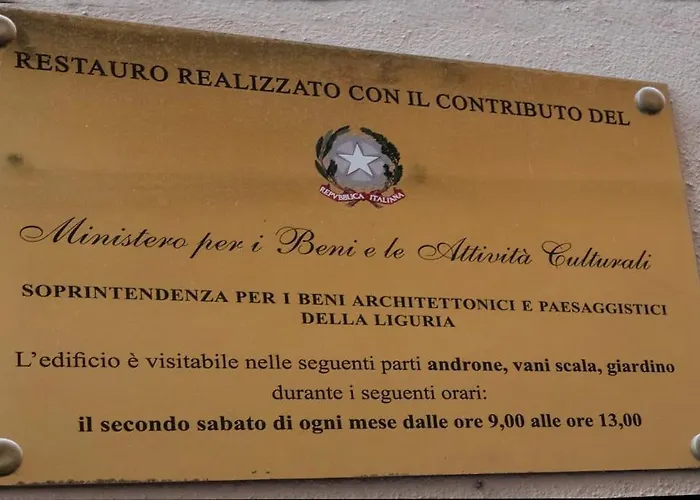 RESTAURO REALIZZATO CON IL CONTRIBUTO DEL
REPVBBLICA ITALIANA
Ministero per i Beni e le Attività Culturali
SOPRINTENDENZA PER I BENI ARCHITETTONICI E PAESAGGISTICI
DELLA LIGURIA
L'edificio è visitabile nelle seguenti parti androne, vani scala, giardino
durante i seguenti orari:
il secondo sabato di ogni mese dalle ore 9,00 alle ore 13,00